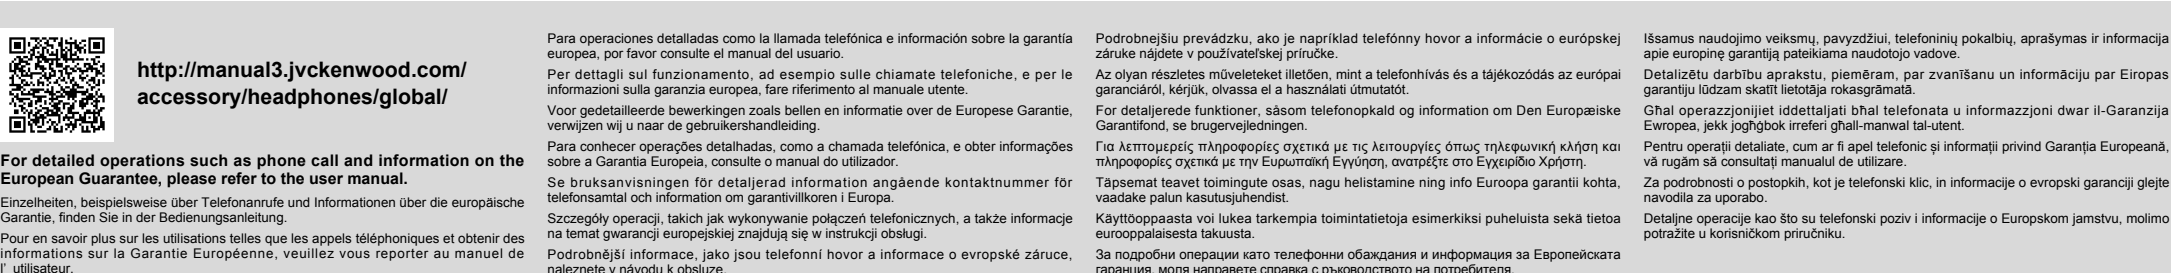 http://manual3.jvckenwood.com/
accessory/headphones/global/
For detailed operations such as phone call and information on the
European Guarantee, please refer to the user manual.
Einzelheiten, beispielsweise über Telefonanrufe und Informationen über die europäische
Garantie, finden Sie in der Bedienungsanleitung.
Pour en savoir plus sur les utilisations telles que les appels téléphoniques et obtenir des
informations sur la Garantie Européenne, veuillez vous reporter au manuel de
l’ utilisateur.
Para operaciones detalladas como la llamada telefónica e información sobre la garantía
europea, por favor consulte el manual del usuario.
Per dettagli sul funzionamento, ad esempio sulle chiamate telefoniche, e per le
informazioni sulla garanzia europea, fare riferimento al manuale utente.
Voor gedetailleerde bewerkingen zoals bellen en informatie over de Europese Garantie,
verwijzen wij u naar de gebruikershandleiding.
Para conhecer operações detalhadas, como a chamada telefónica, e obter informações
sobre a Garantia Europeia, consulte o manual do utilizador.
Se bruksanvisningen för detaljerad information angående kontaktnummer för
telefonsamtal och information om garantivillkoren i Europa.
Szczegóły operacji, takich jak wykonywanie połączeń telefonicznych, a także informacje
na temat gwarancji europejskiej znajdują się w instrukcji obsługi.
Podrobnější informace, jako jsou telefonní hovor a informace o evropské záruce,
naleznete v návodu k obsluze.
Podrobnejšiu prevádzku, ako je napríklad telefónny hovor a informácie o európskej
záruke nájdete v používateľskej príručke.
Az olyan részletes műveleteket illetően, mint a telefonhívás és a tájékozódás az európai
garanciáról, kérjük, olvassa el a használati útmutatót.
For detaljerede funktioner, såsom telefonopkald og information om Den Europæiske
Garantifond, se brugervejledningen.
Για λεπτομερείς πληροφορίες σχετικά με τις λειτουργίες όπως τηλεφωνική κλήση και
πληροφορίες σχετικά με την Ευρωπαϊκή Εγγύηση, ανατρέξτε στο Εγχειρίδιο Χρήστη.
Täpsemat teavet toimingute osas, nagu helistamine ning info Euroopa garantii kohta,
vaadake palun kasutusjuhendist.
Käyttöoppaasta voi lukea tarkempia toimintatietoja esimerkiksi puheluista sekä tietoa
eurooppalaisesta takuusta.
За подробни операции като телефонни обаждания и информация за Европейската
гаранция, моля направете справка с ръководството на потребителя.
Išsamus naudojimo veiksmų, pavyzdžiui, telefoninių pokalbių, aprašymas ir informacija
apie europinę garantiją pateikiama naudotojo vadove.
Detalizētu darbību aprakstu, piemēram, par zvanīšanu un informāciju par Eiropas
garantiju lūdzam skatīt lietotāja rokasgrāmatā.
Għal operazzjonijiet iddettaljati bħal telefonata u informazzjoni dwar il-Garanzija
Ewropea, jekk jogħġbok irreferi għall-manwal tal-utent.
Pentru operații detaliate, cum ar fi apel telefonic și informații privind Garanția Europeană,
vă rugăm să consultați manualul de utilizare.
Za podrobnosti o postopkih, kot je telefonski klic, in informacije o evropski garanciji glejte
navodila za uporabo.
Detaljne operacije kao što su telefonski poziv i informacije o Europskom jamstvu, molimo
potražite u korisničkom priručniku.